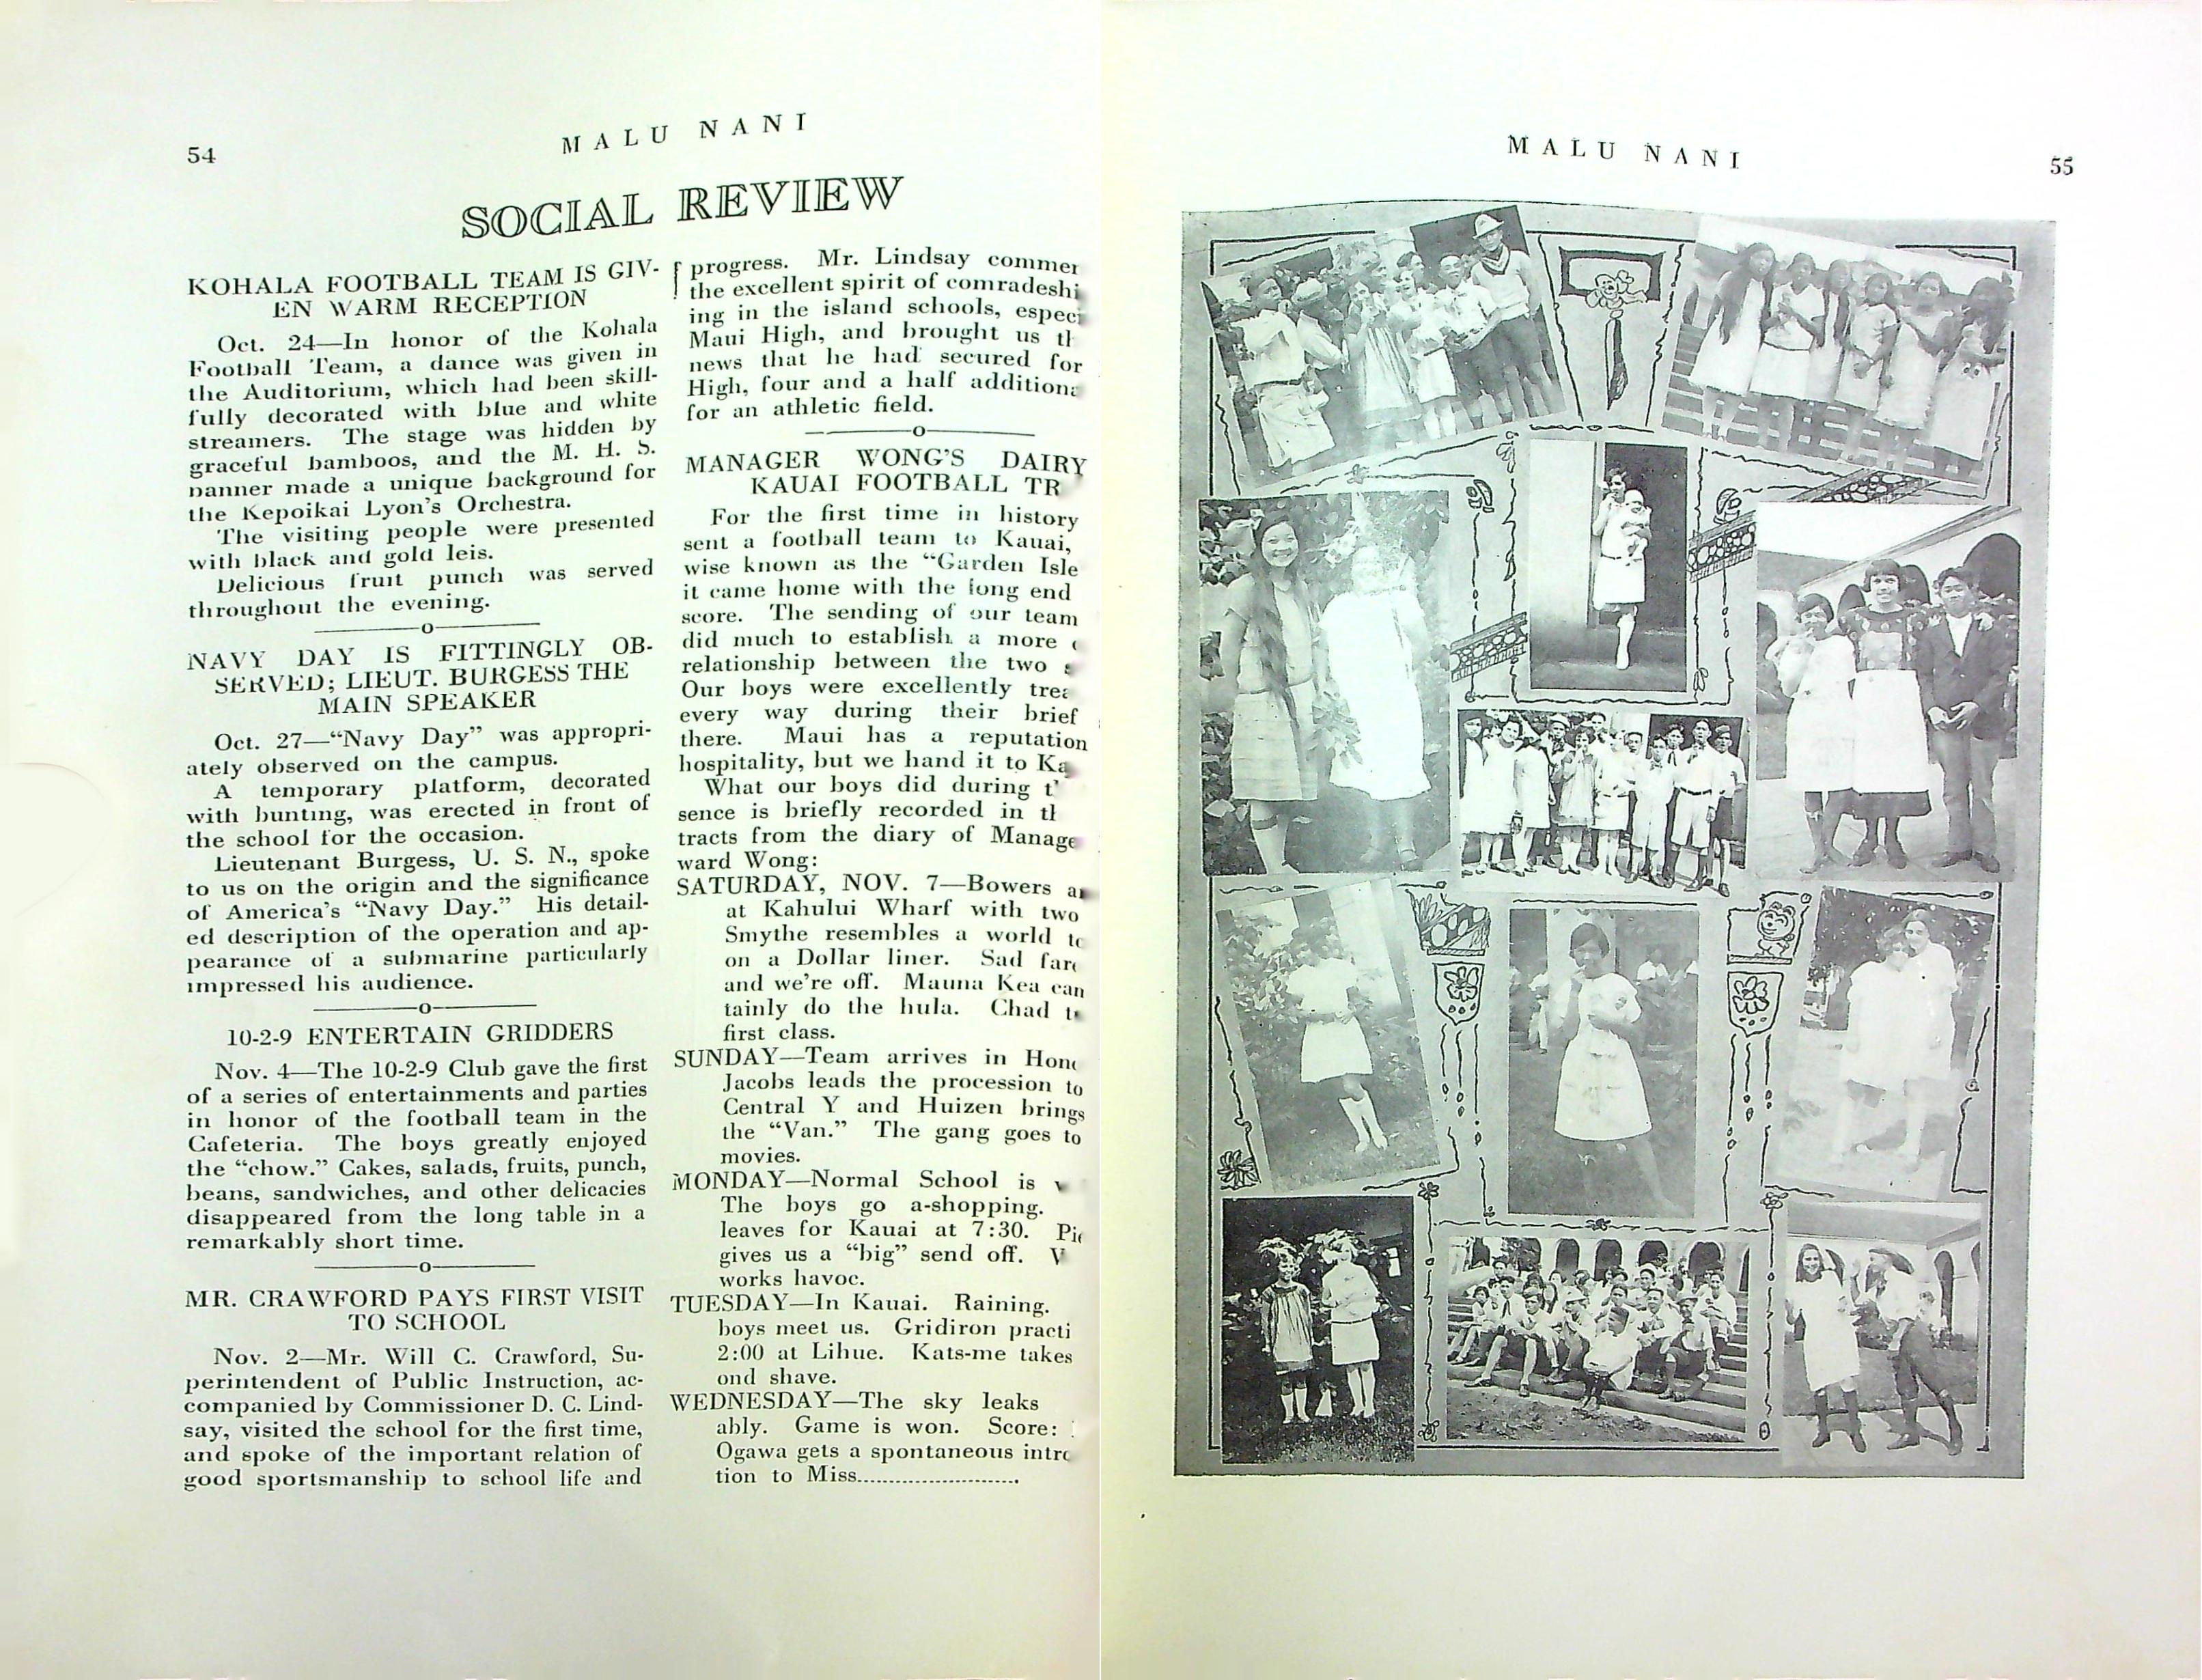 54
MALU NANI
SOCIAL REVIEW
KOHALA FOOTBALL TEAM IS GIV-
EN WARM RECEPTION
Oct. 24—In honor of the Kohala
Football Team, a dance was given in
the Auditorium, which had been skill-
fully decorated with blue and white
streamers. The stage was hidden by
graceful bamboos, and the M. H. S.
banner made a unique background for
the Kepoikai Lyon's Orchestra.
The visiting people were presented
with black and gold leis.
Delicious fruit punch was served
throughout the evening.
NAVY DAY IS FITTINGLY OB-
SERVED; LIEUT. BURGESS THE
MAIN SPEAKER
Oct. 27—“Navy Day” was appropri-
ately observed on the campus.
A temporary platform, decorated
with bunting, was erected in front of
the school for the occasion.
Lieutenant Burgess, U. S. N., spoke
to us on the origin and the significance
of America's “Navy Day.” His detail-
ed description of the operation and ap-
pearance of a submarine particularly
impressed his audience.
10-2-9 ENTERTAIN GRIDDERS
Nov. 4—The 10-2-9 Club gave the first
of a series of entertainments and parties
in honor of the football team in the
Cafeteria. The boys greatly enjoyed
the “chow.” Cakes, salads, fruits, punch,
beans, sandwiches, and other delicacies
disappeared from the long table in a
remarkably short time.
MR. CRAWFORD PAYS FIRST VISIT
TO SCHOOL
Nov. 2—Mr. Will C. Crawford, Su-
perintendent of Public Instruction, ac-
companied by Commissioner D. C. Lind-
say, visited the school for the first time,
and spoke of the important relation of
good sportsmanship to school life and
progress. Mr. Lindsay
the excellent spirit of
ing in the island schools,
Maui High, and brought us
news that he had secured for
High, four and a half
for an athletic field.
MANAGER WONG'S DAIRY
KAUAI FOOTBALL
For the first time in history
sent a football team to Kauai,
wise known as the “Garden Isle
it came home with the long end
score. The sending of our team
did much to establish a more
relationship between the two
Our boys were excellently
every way during their brief
there. Maui has a reputation
hospitality, but we hand it to
What our boys did during
sence is briefly recorded in
tracts from the diary of
ward Wong:
SATURDAY, NOV. 7—Bowers
at Kahului Wharf with two
Smythe resembles a world
on a Dollar liner. Sad
and we're off. Mauna Kea can
tainly do the hula. Chad
first class.
SUNDAY—Team arrives in
Jacobs leads the procession to
Central Y and Huizen brings
the “Van.” The gang goes to
movies.
MONDAY—Normal School is
The boys go a-shopping.
leaves for Kauai at 7:30.
gives us a “big” send off.
works havoc.
TUESDAY—In Kauai. Raining.
boys meet us. Gridiron practi
2:00 at Lihue. Kats-me takes
ond shave.
WEDNESDAY—The sky leaks
ably. Game is won. Score:
Ogawa gets a spontaneous
tion to Miss........................
MALU NANI
55